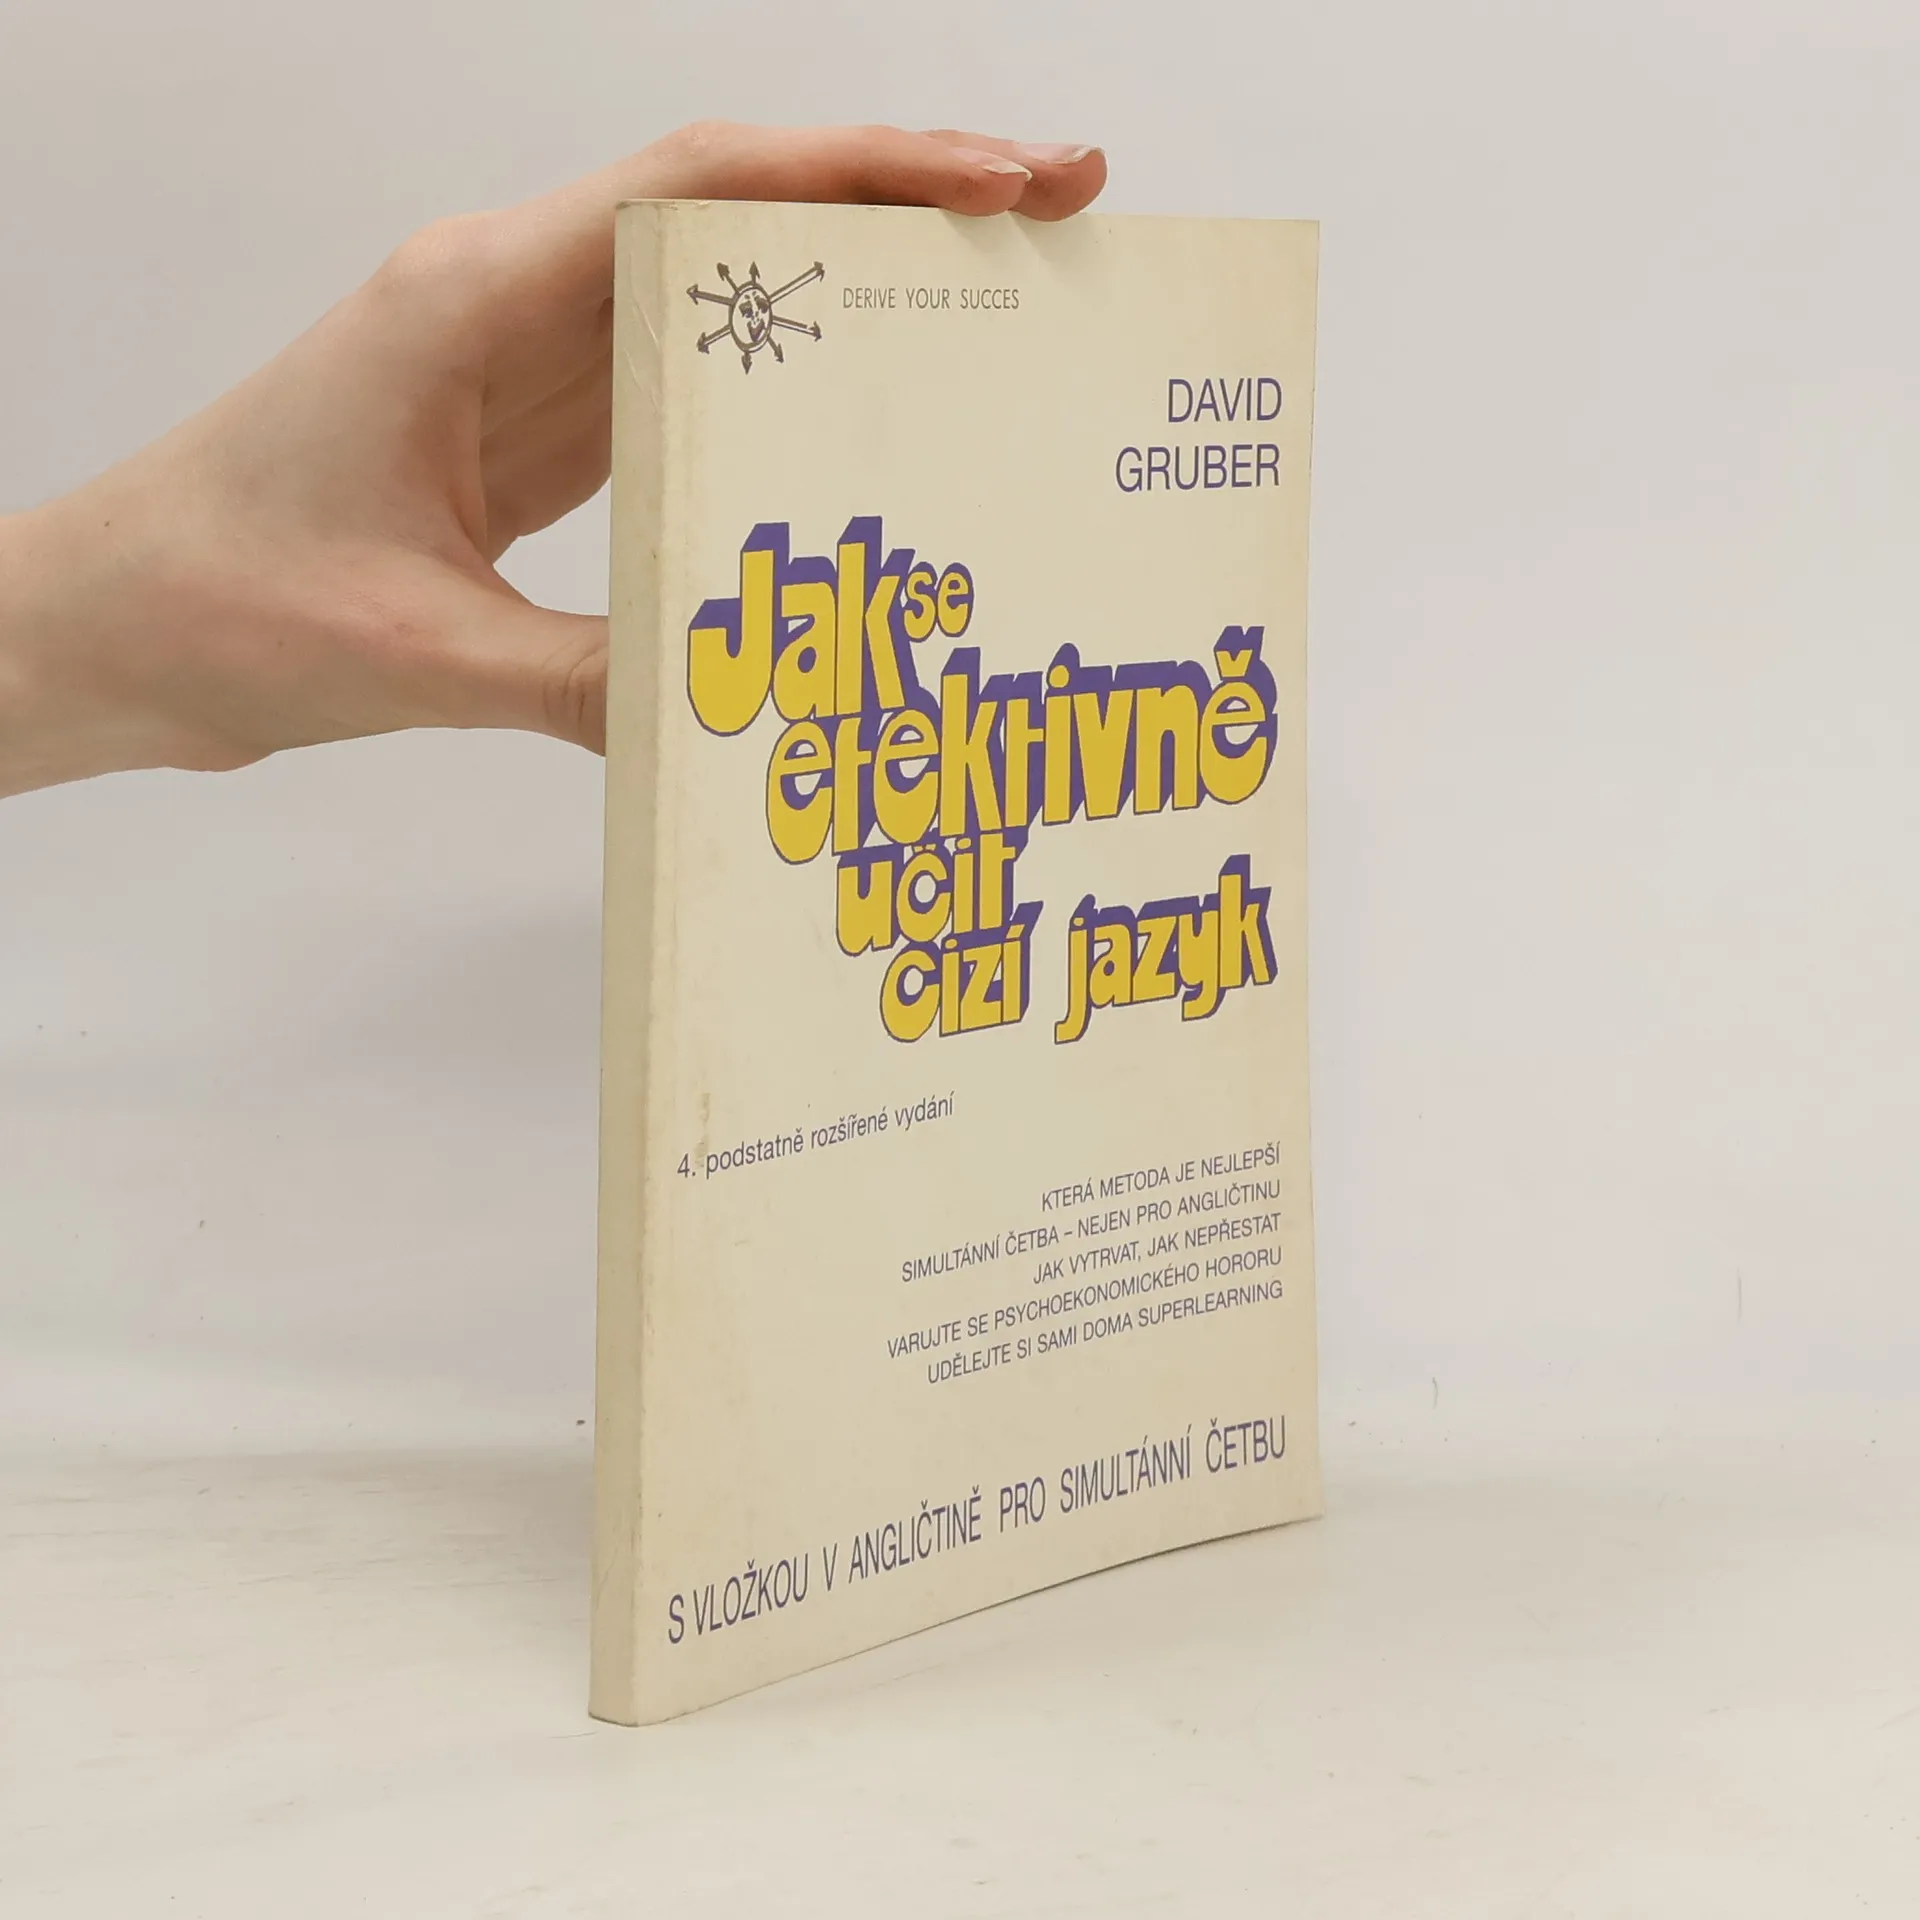 DERIVE YOUR SUCCES
DAVID
GRUBER
Jak se
efektivně
učit
cizí jazyk
4. podstatně rozšířené vydání
KTERÁ METODA JE NEJLEPŠÍ
SIMULTÁNNÍ ČETBA – NEJEN PRO ANGLIČTINU
JAK VYTRVAT, JAK NEPŘESTAT
VARUJTE SE PSYCHOEKONOMICKÉHO HORORU
UDĚLEJTE SI SAMI DOMA SUPERLEARNING
S VLOŽKOU V ANGLIČTINĚ PRO SIMULTÁNNÍ ČETBU